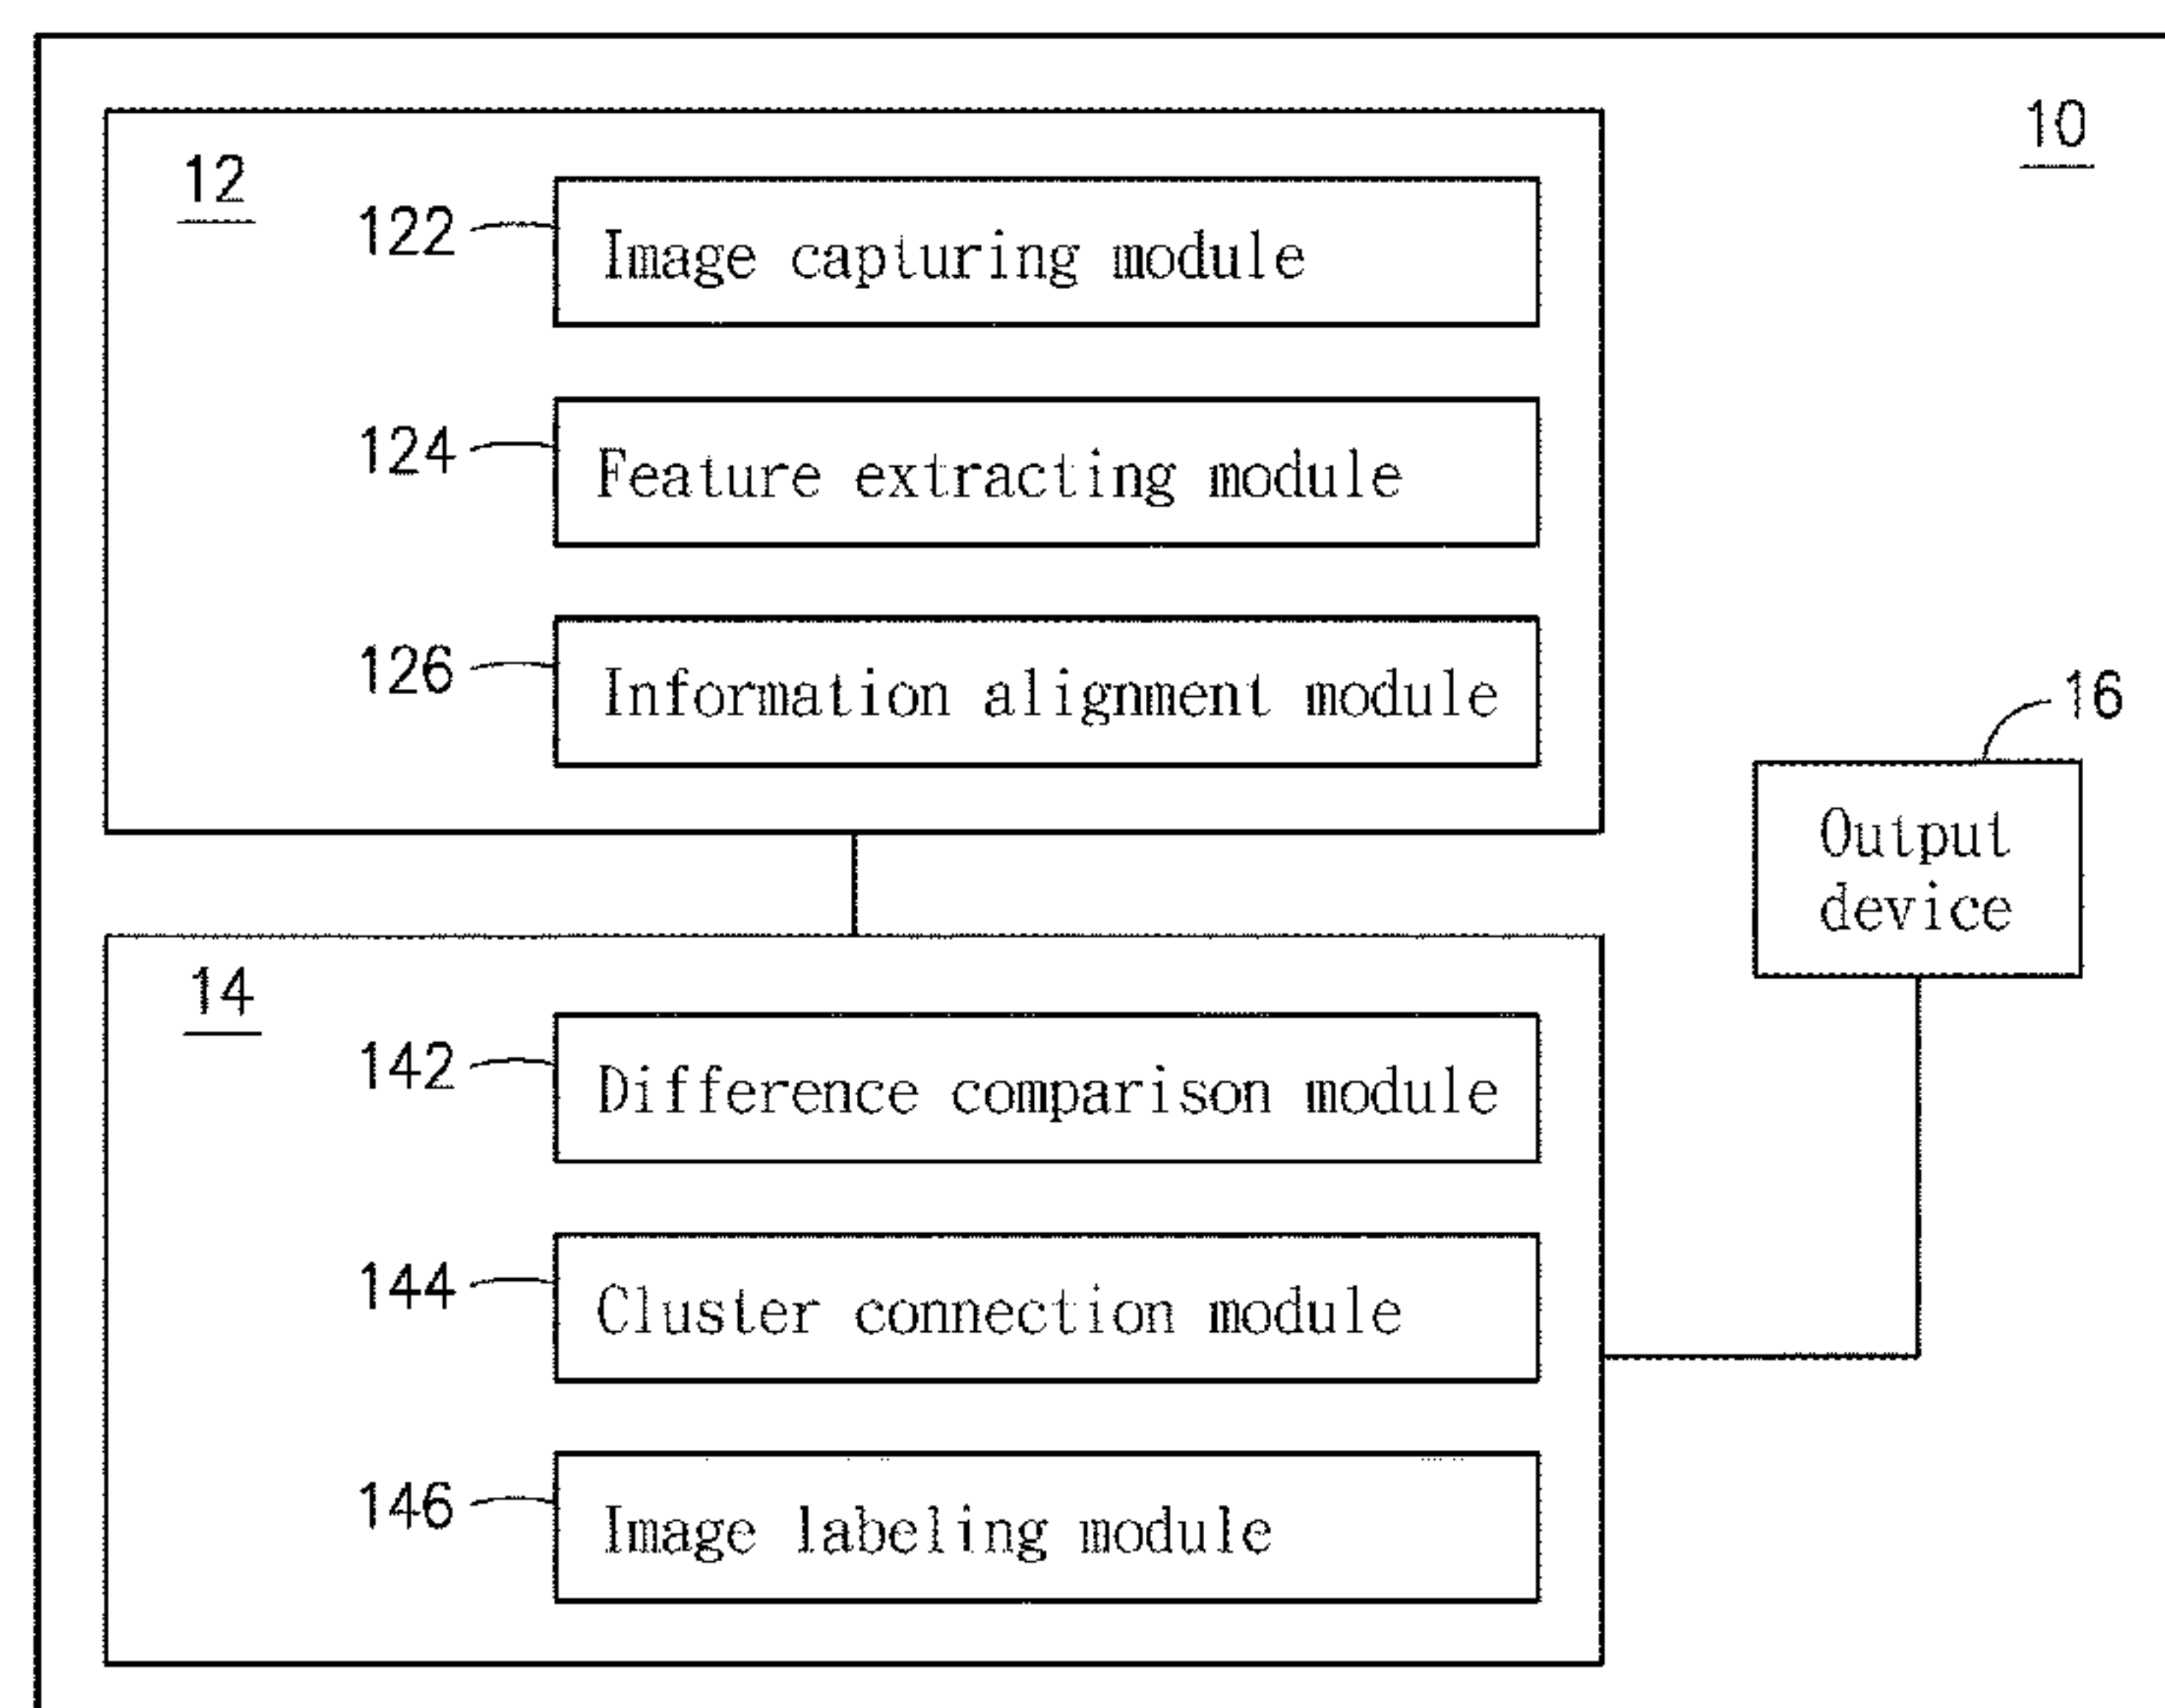 10
12
122 Image capturing module
124 Feature extracting module
126 Information alignment module
16
Output
device
14
142 Difference comparison module
144 Cluster connection module
146 Image labeling module